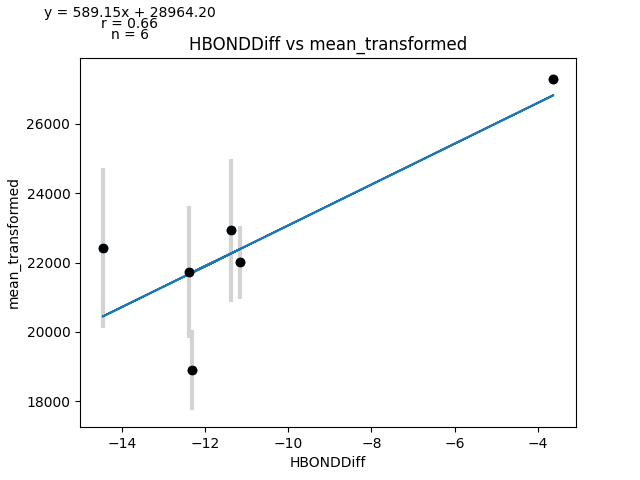 y = 589.15x + 28964.20
r = 0.66
n = 6
HBONDDiff vs mean_transformed
mean_transformed
26000
24000
22000
20000
18000
−14
−12
−10
−8
−6
−4
HBONDDiff